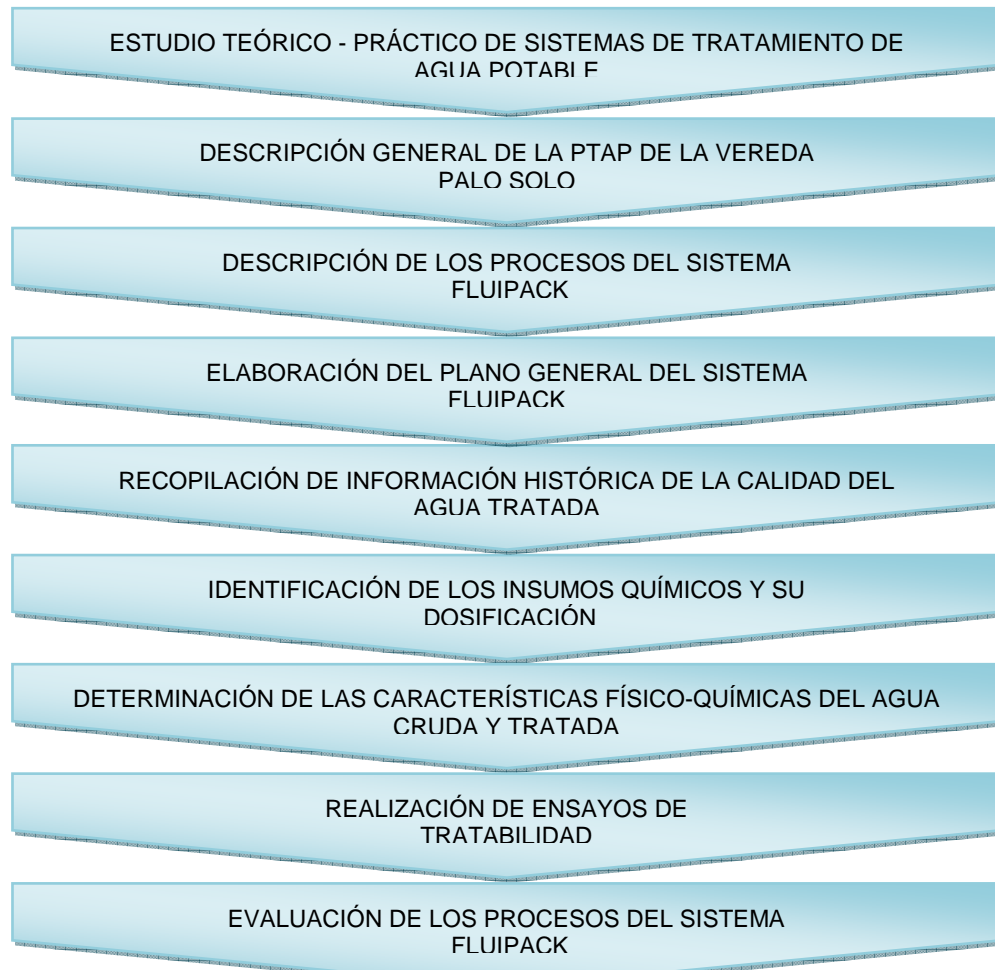 ESTUDIO TEÓRICO - PRÁCTICO DE SISTEMAS DE TRATAMIENTO DE
AGUA POTABLE
DESCRIPCIÓN GENERAL DE LA PTAP DE LA VEREDA
PALO SOLO
DESCRIPCIÓN DE LOS PROCESOS DEL SISTEMA
FLUIPACK
ELABORACIÓN DEL PLANO GENERAL DEL SISTEMA
FLUIPACK
RECOPILACIÓN DE INFORMACIÓN HISTÓRICA DE LA CALIDAD DEL
AGUA TRATADA
IDENTIFICACIÓN DE LOS INSUMOS QUÍMICOS Y SU
DOSIFICACIÓN
DETERMINACIÓN DE LAS CARACTERÍSTICAS FÍSICO-QUÍMICAS DEL AGUA
CRUDA Y TRATADA
REALIZACIÓN DE ENSAYOS DE
TRATABILIDAD
EVALUACIÓN DE LOS PROCESOS DEL SISTEMA
FLUIPACK